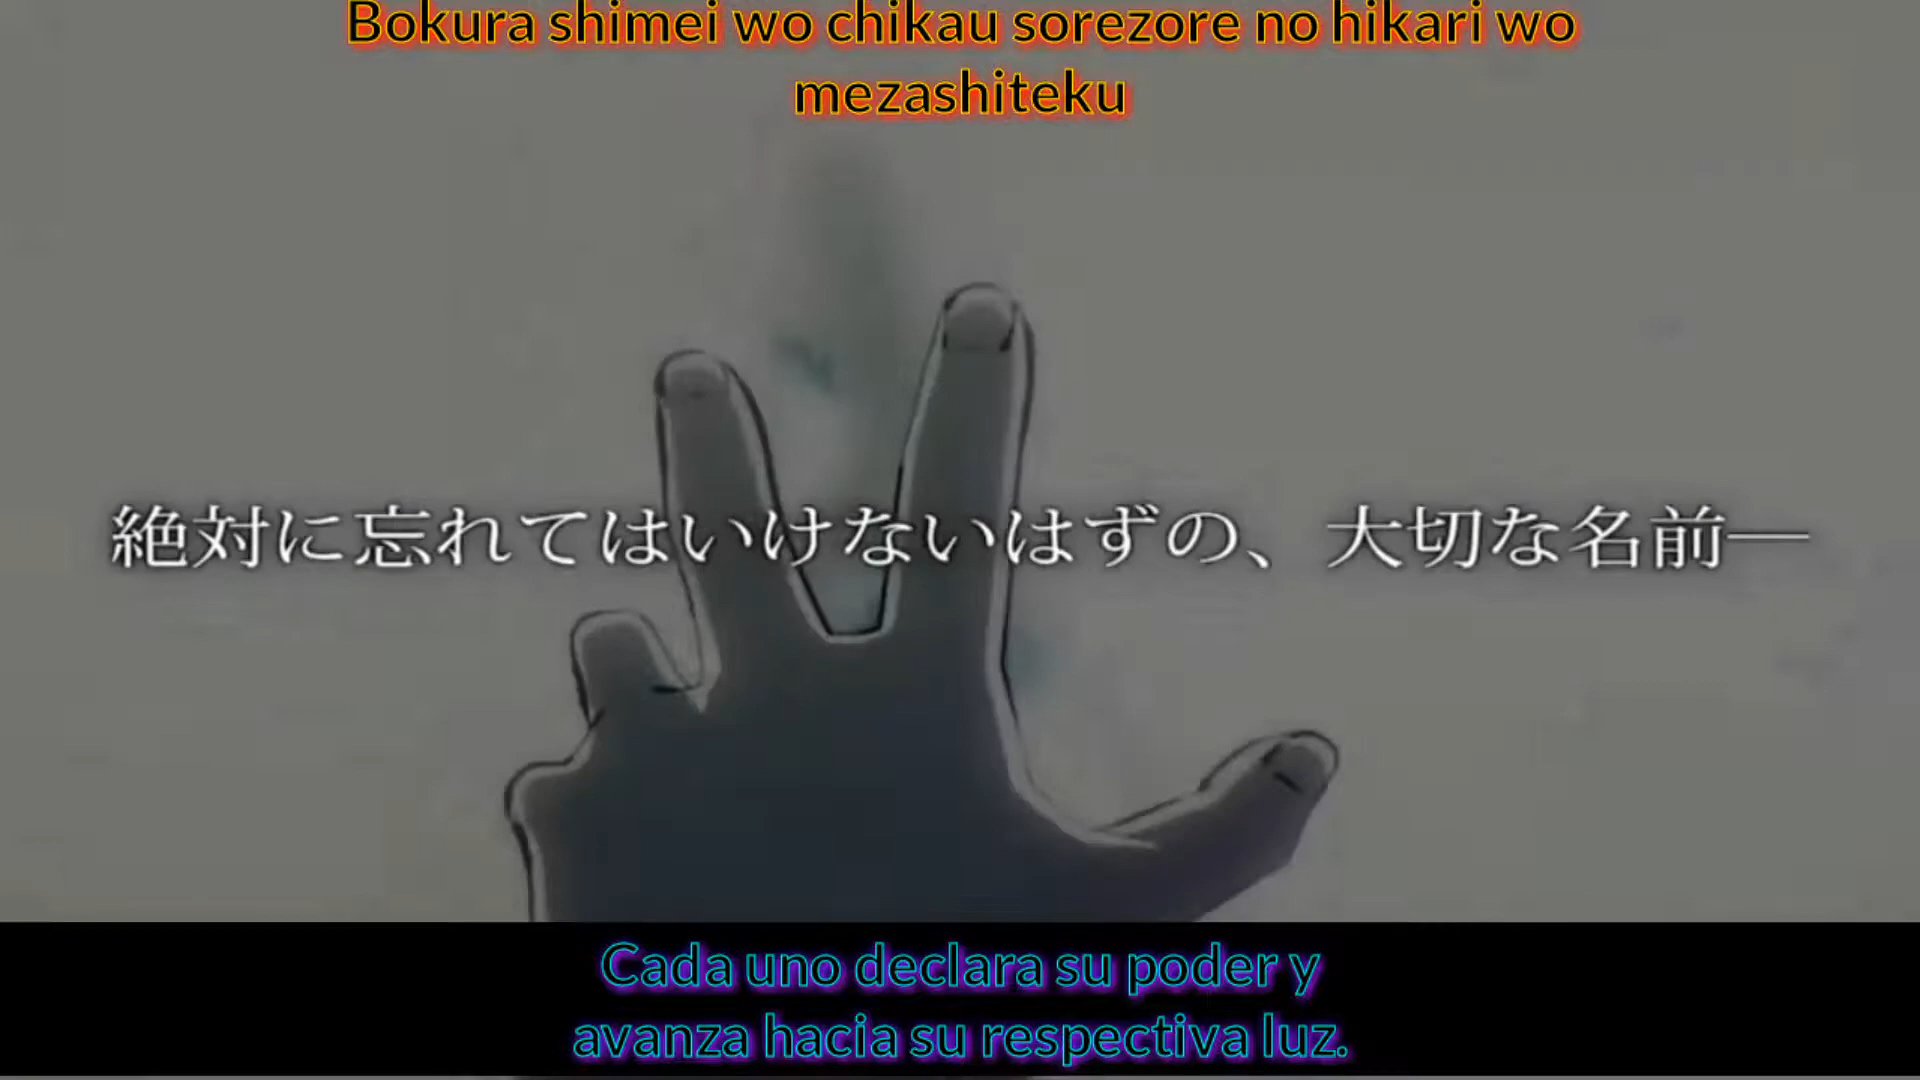 Bokura shimei wo chikau sorezore no hikari wo
mezashiteku
絶対に忘れてはいけないはずの、大切な名前―
Cada uno declara su poder y
avanza hacia su respectiva luz.